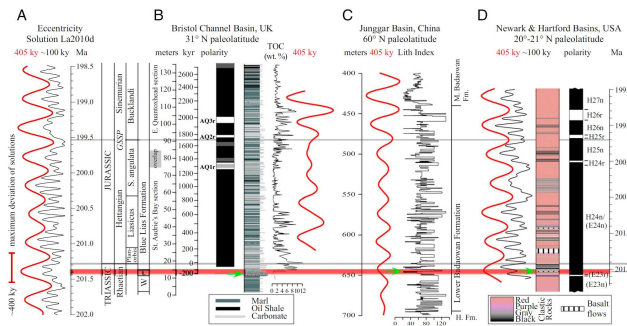 A
Eccentricity
Solution La2010d
405 ky ~100 ky Ma
198.5
199.0
199.5
200.0
200.5
201.0
201.5
202.0
maximum deviation of solutions
~400 ky
TRIASSIC
JURASSIC
Rhaetian
Hettangian
Sinemurian
GSSP
Liasicus
S. angulata
Bucklandi
Blue Lias Formation
W
B
Bristol Channel Basin, UK
31° N paleolatitude
meters kyr polarity
TOC
(wt. %)
405 ky
St. Audrie's Bay section
E. Quantoxhead section
overlap
AQ3r
AQ2r
AQ1r
0 2 4 6 8 10 12
Marl
Oil Shale
Carbonate
C
Junggar Basin, China
60° N paleolatitude
meters 405 ky Lith Index
400
450
500
550
600
650
700
0 40 80 120
M. Badaowan
Fm.
Lower Badaowan Formation
H. Fm.
D
Newark & Hartford Basins, USA
20°-21° N paleolatitude
405 ky ~100 ky
polarity
Ma
H27n
H26r
H26n
H25r
H25n
H24r
H24n/
(E24n)
(E23r)
(E23n)
199
200
201
Red
Purple
Gray
Black
Clastic
Rocks
Basalt
flows